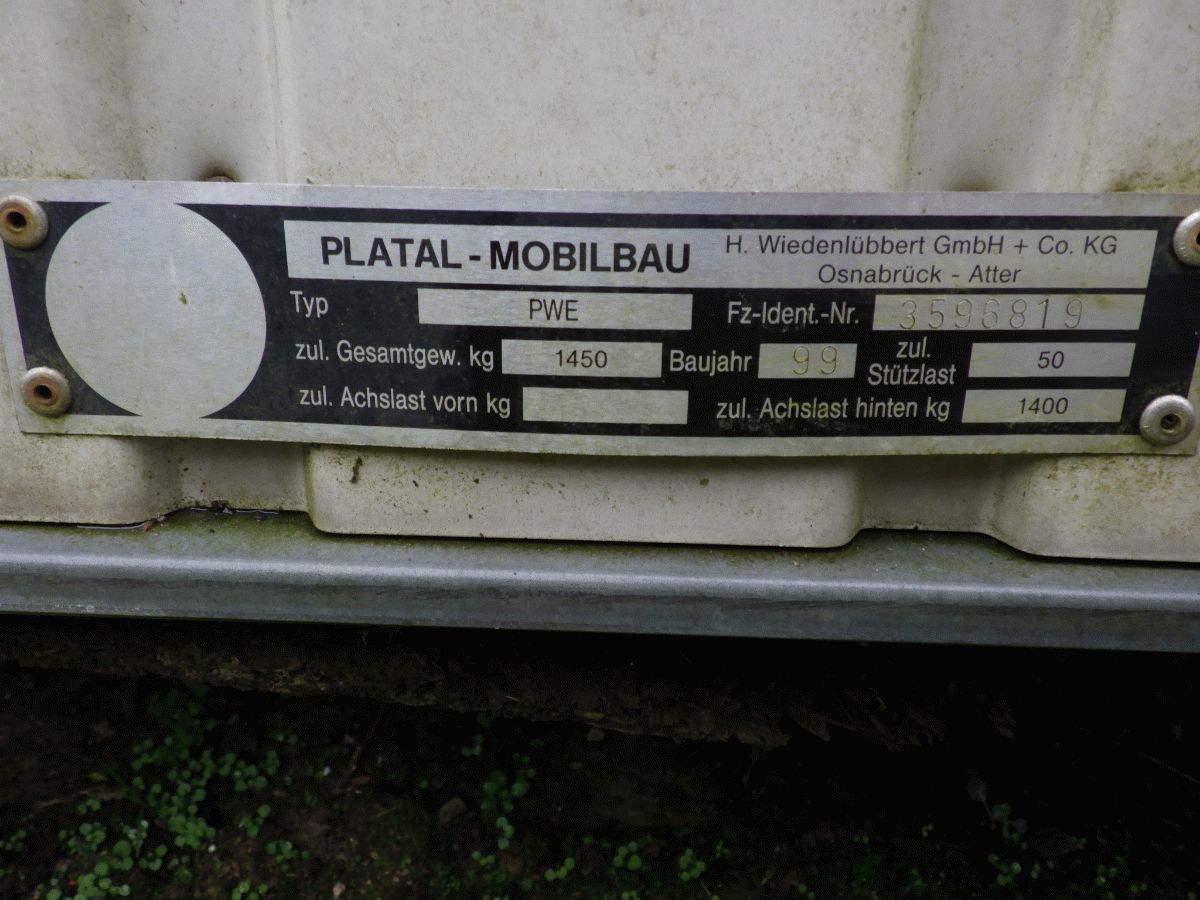 PLATAL - MOBILBAU H. Wiedenlübbert GmbH + Co. KG
Osnabrück - Atter
Typ PWE Fz-Ident.-Nr. 3596819
zul. Gesamtgew. kg 1450 Baujahr 99 zul. Stützlast 50
zul. Achslast vorn kg zul. Achslast hinten kg 1400